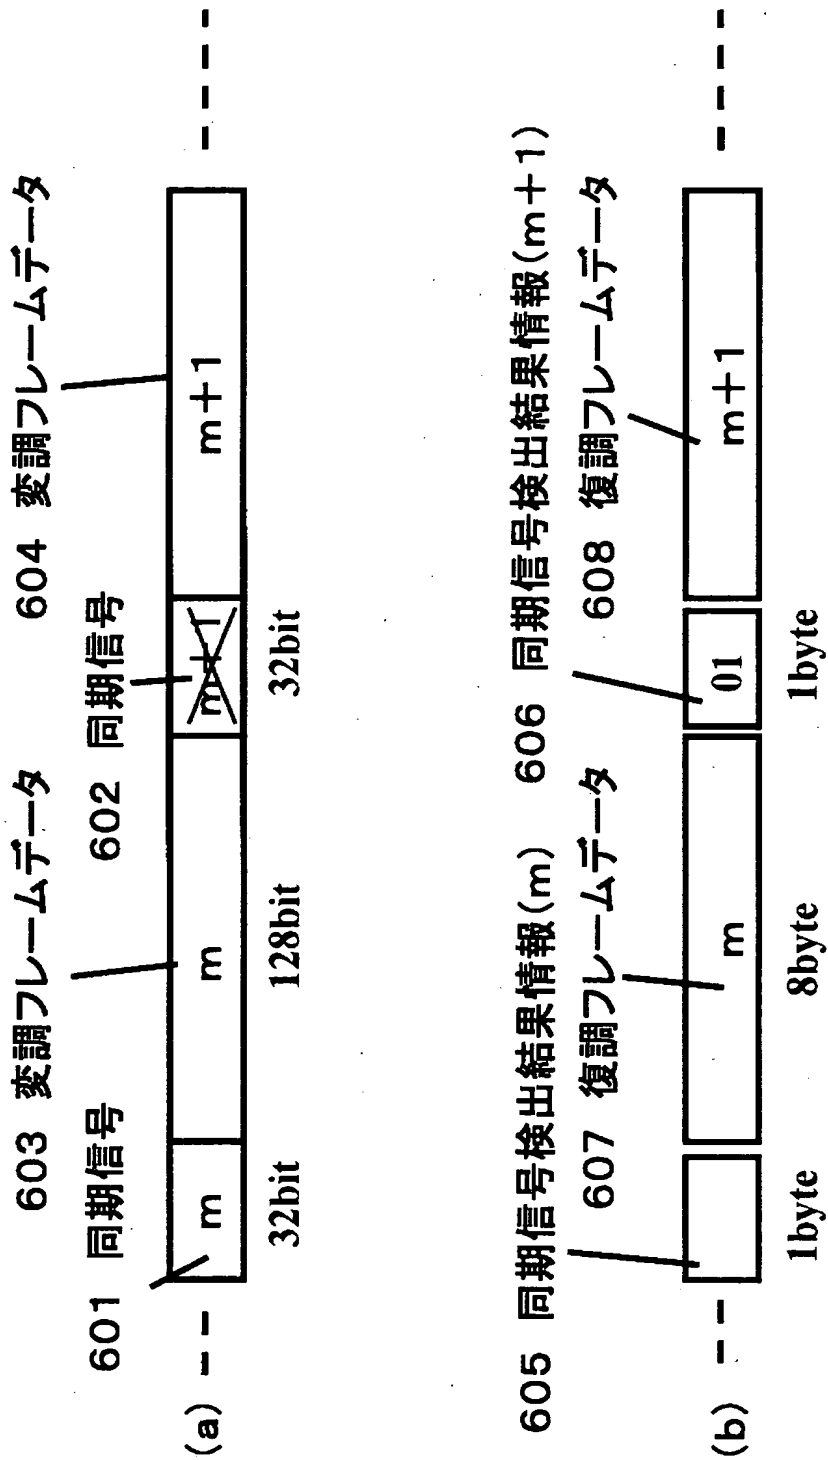 603 変調フレームデータ
604 変調フレームデータ
601 同期信号
602 同期信号
(a)
m
m
m+1
m+1
32bit
128bit
32bit
605 同期信号検出結果情報(m)
606 同期信号検出結果情報(m+1)
607 復調フレームデータ
608 復調フレームデータ
(b)
m
01
m+1
1byte
8byte
1byte